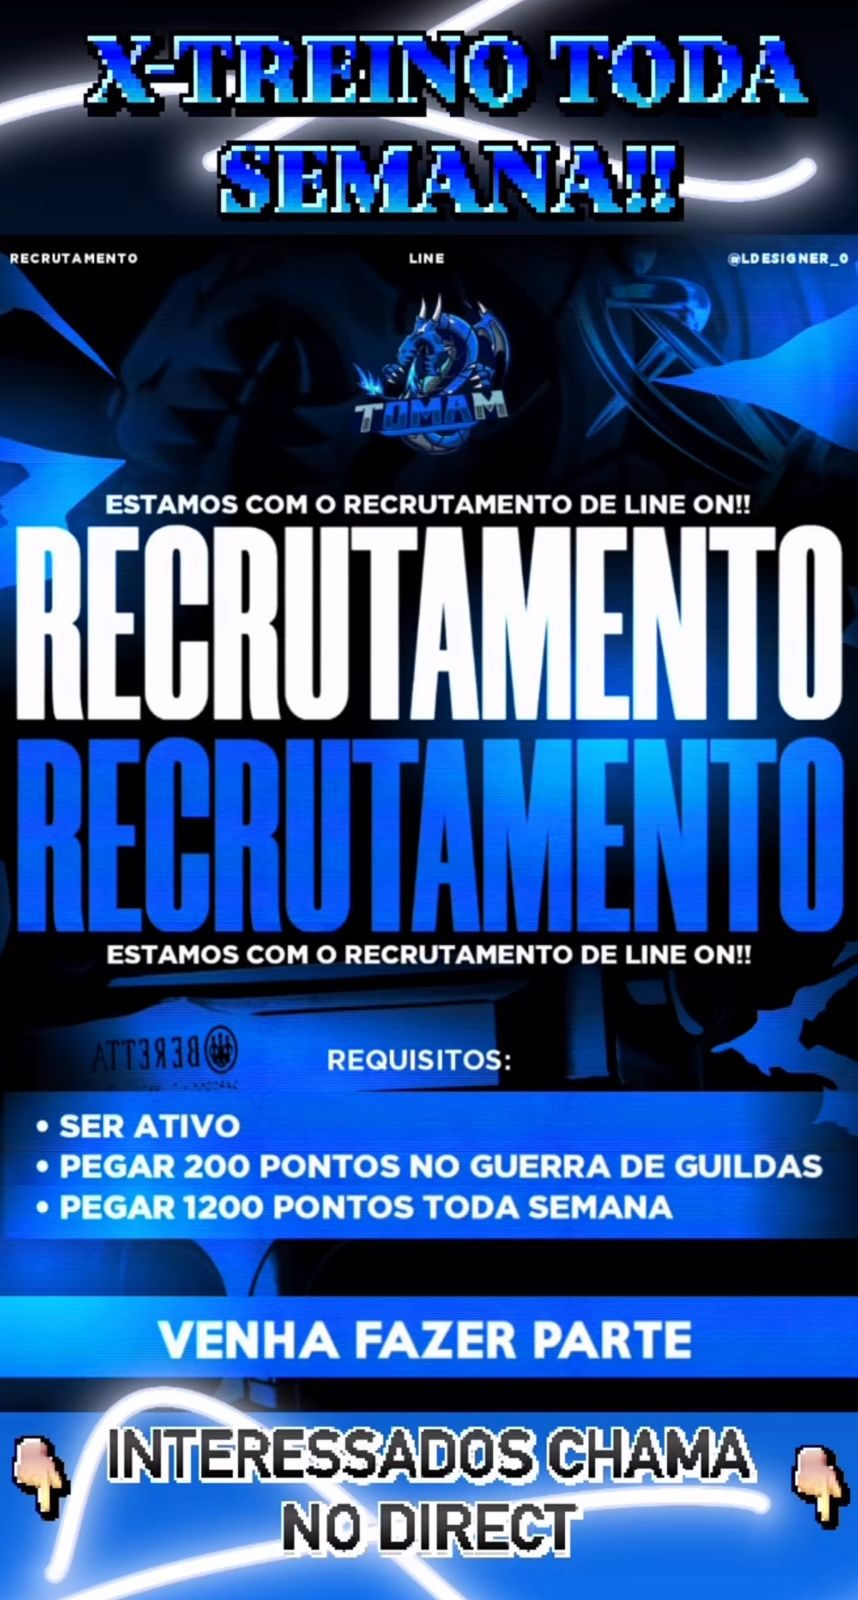 X-TREINO TODA
SEMANA!!
RECRUTAMENTO LINE @LDESIGNER_0
TOMAM
ESTAMOS COM O RECRUTAMENTO DE LINE ON!!
RECRUTAMENTO
RECRUTAMENTO
ESTAMOS COM O RECRUTAMENTO DE LINE ON!!
BERETTA
REQUISITOS:
• SER ATIVO
• PEGAR 200 PONTOS NO GUERRA DE GUILDAS
• PEGAR 1200 PONTOS TODA SEMANA
VENHA FAZER PARTE
INTERESSADOS CHAMA
NO DIRECT